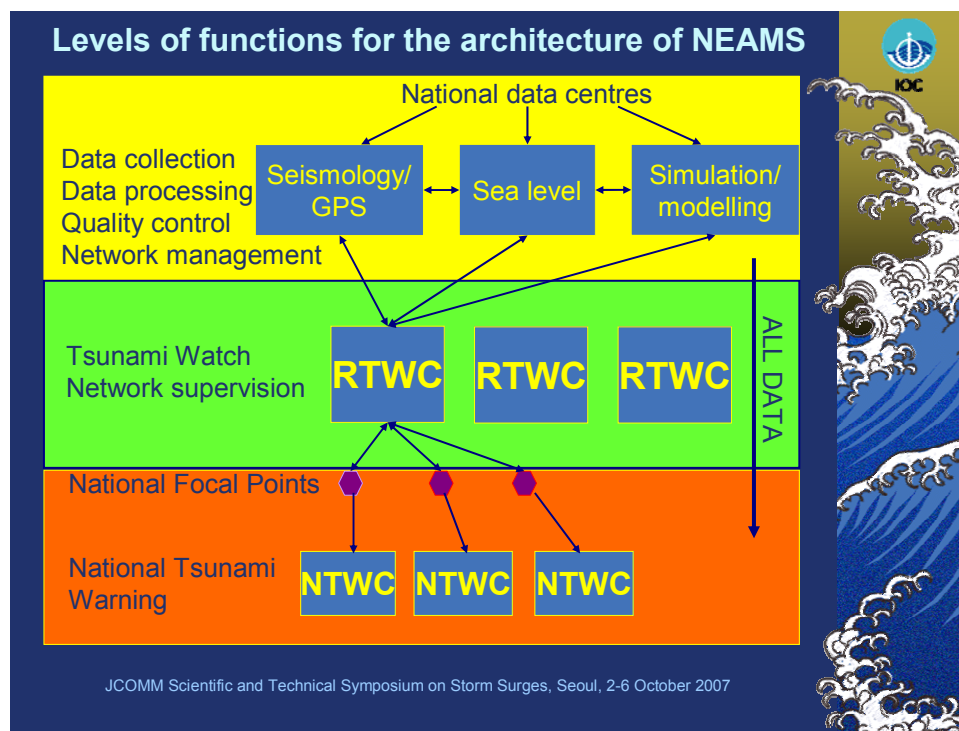 Levels of functions for the architecture of NEAMS
IOC
National data centres
Data collection
Data processing
Quality control
Network management
Seismology/
GPS
Sea level
Simulation/
modelling
ALL DATA
Tsunami Watch
Network supervision
RTWC
RTWC
RTWC
National Focal Points
National Tsunami
Warning
NTWC
NTWC
NTWC
JCOMM Scientific and Technical Symposium on Storm Surges, Seoul, 2-6 October 2007